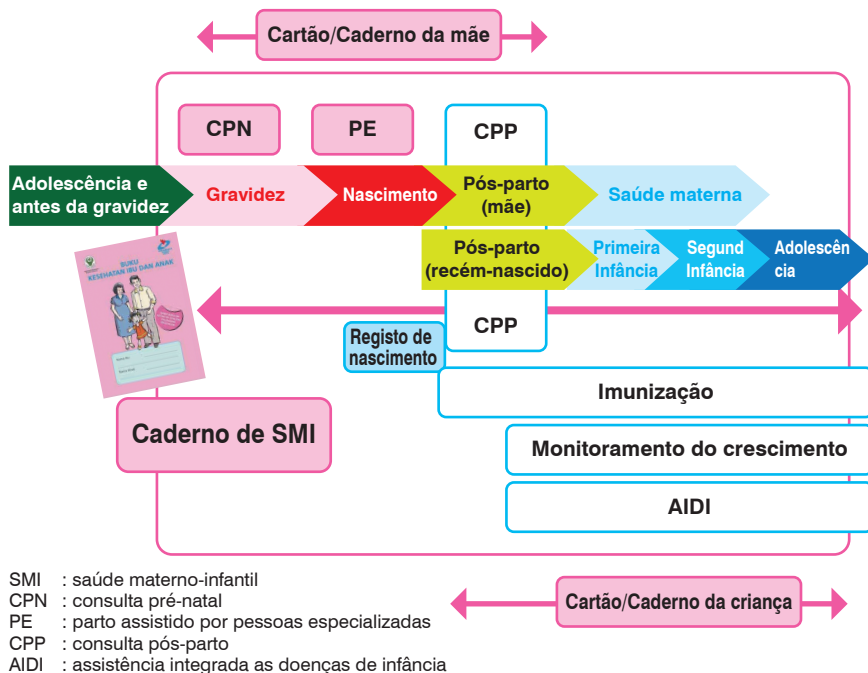 Cartão/Caderno da mãe
CPN
PE
CPP
Adolescência e
antes da gravidez
Gravidez
Nascimento
Pós-parto
(mãe)
Saúde materna
Pós-parto
(recém-nascido)
Primeira
Infância
Segund
Infância
Adolescên
cia
BUKU
KESEHATAN IBU DAN ANAK
CPP
Registo de
nascimento
Imunização
Caderno de SMI
Monitoramento do crescimento
AIDI
Cartão/Caderno da criança
SMI : saúde materno-infantil
CPN : consulta pré-natal
PE : parto assistido por pessoas especializadas
CPP : consulta pós-parto
AIDI : assistência integrada as doenças de infância